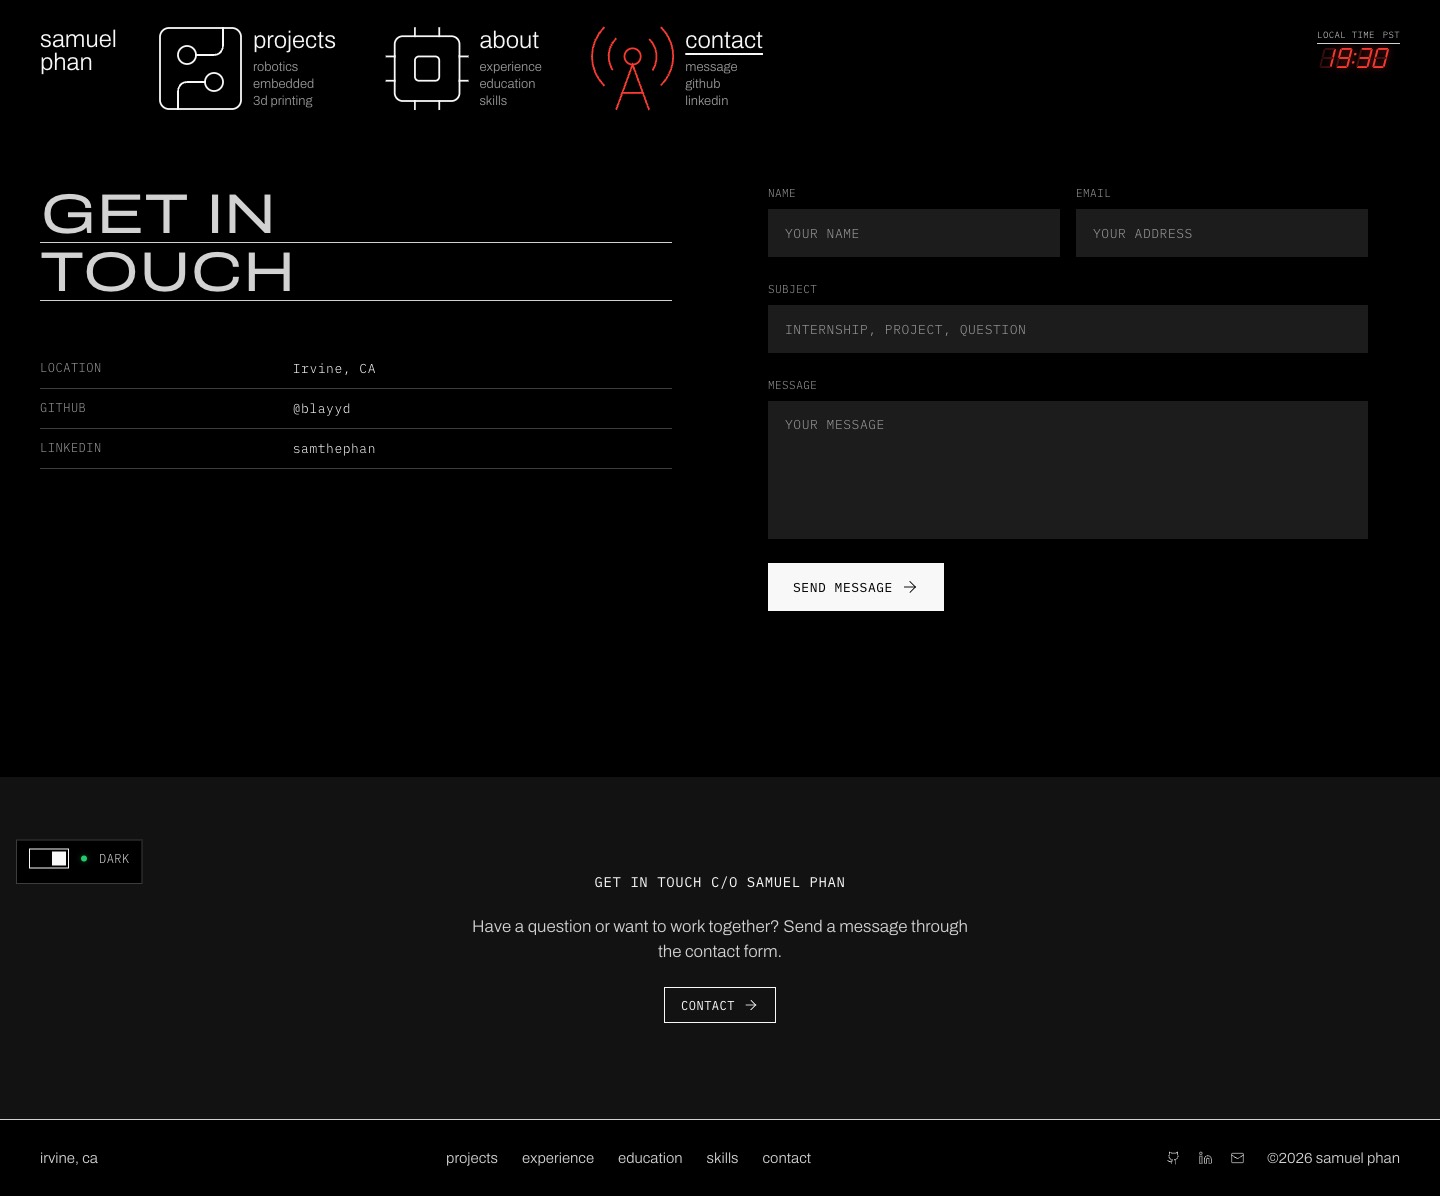 samuel
phan
projects
robotics
embedded
3d printing
about
experience
education
skills
contact
message
github
linkedin
LOCAL TIME PST
19:30
GET IN
TOUCH
LOCATION Irvine, CA
GITHUB @blayyd
LINKEDIN samthephan
NAME EMAIL
YOUR NAME YOUR ADDRESS
SUBJECT
INTERNSHIP, PROJECT, QUESTION
MESSAGE
YOUR MESSAGE
SEND MESSAGE
DARK
GET IN TOUCH C/O SAMUEL PHAN
Have a question or want to work together? Send a message through
the contact form.
CONTACT
irvine, ca projects experience education skills contact ©2026 samuel phan